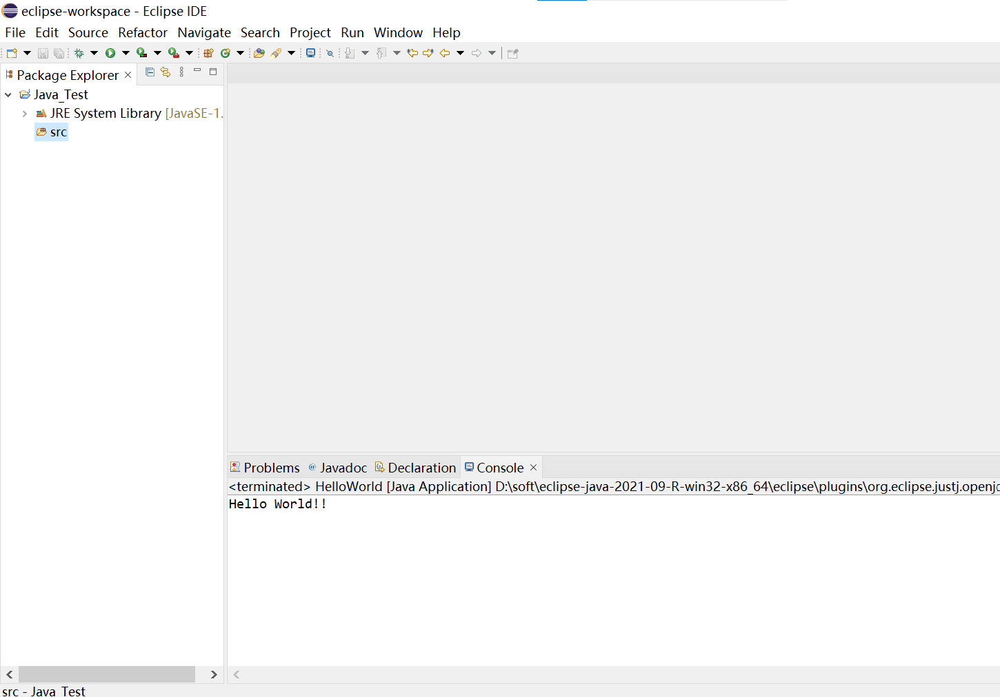 eclipse-workspace - Eclipse IDE
File Edit Source Refactor Navigate Search Project Run Window Help
Package Explorer
Java_Test
JRE System Library [JavaSE-1.
src
Problems @ Javadoc Declaration Console
<terminated> HelloWorld [Java Application] D:\soft\eclipse-java-2021-09-R-win32-x86_64\eclipse\plugins\org.eclipse.justj.openjd
Hello World!!
src - Java_Test